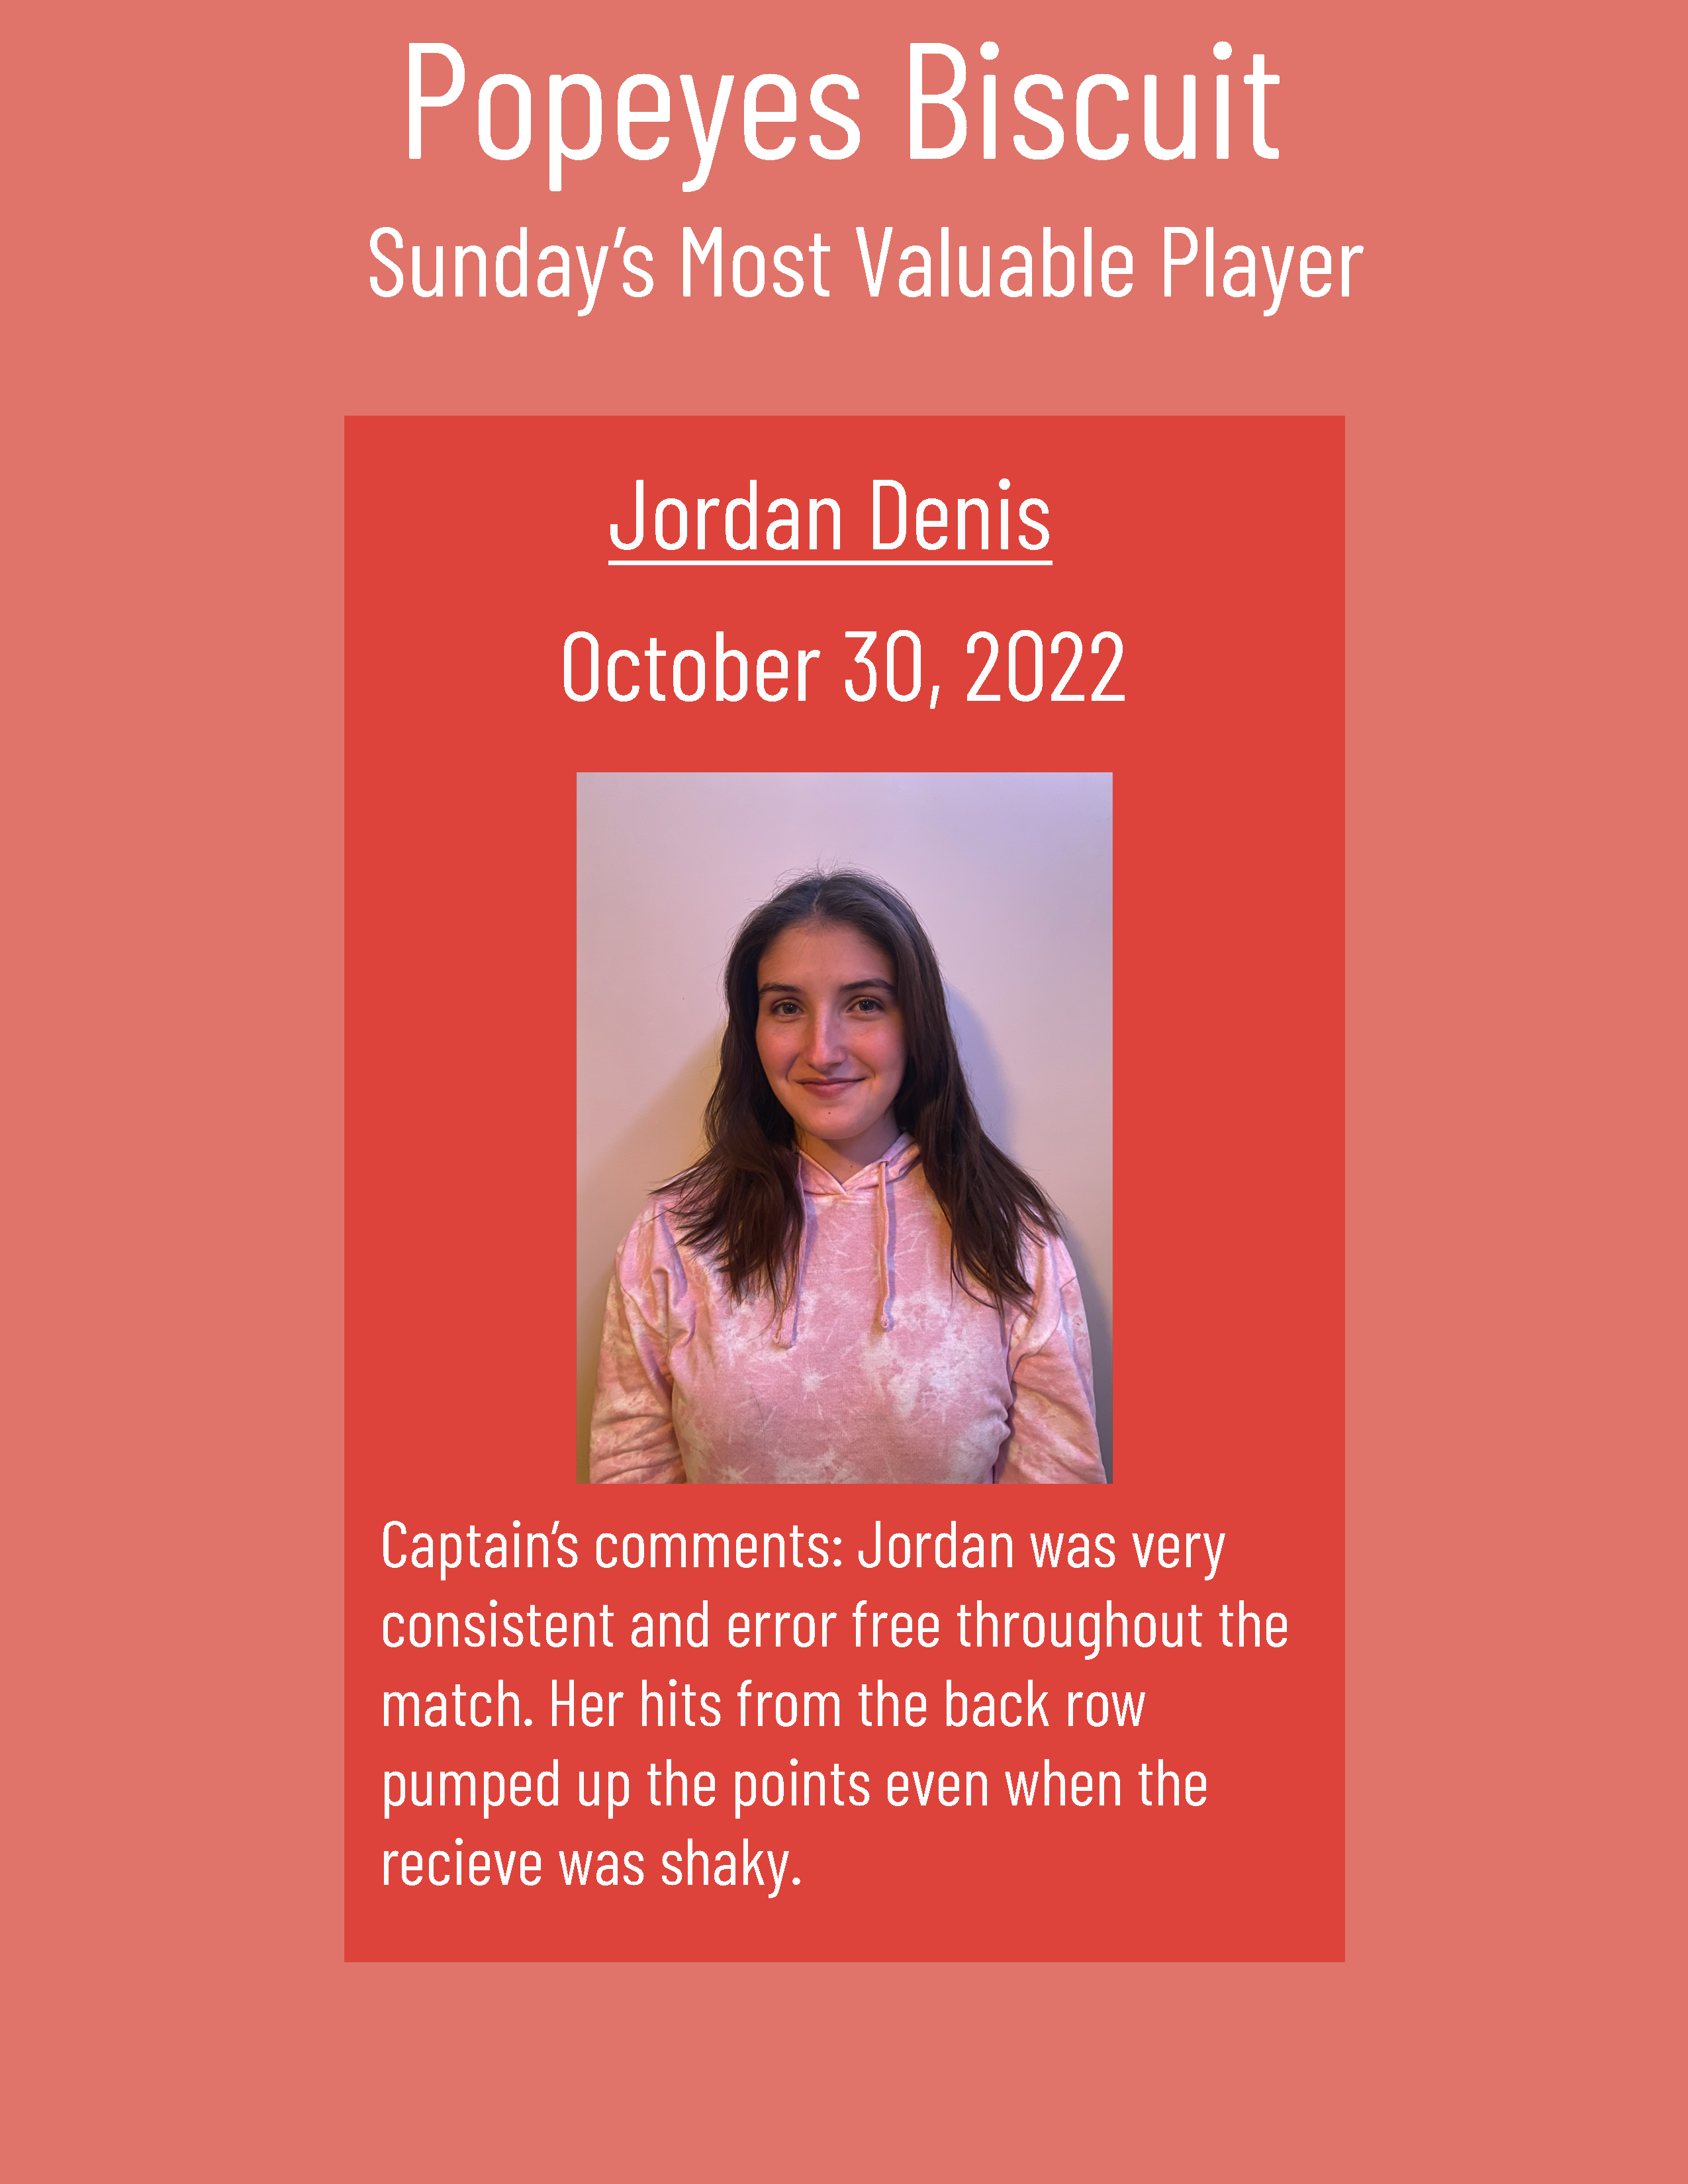 Popeyes Biscuit
Sunday’s Most Valuable Player
Jordan Denis
October 30, 2022
Captain’s comments: Jordan was very
consistent and error free throughout the
match. Her hits from the back row
pumped up the points even when the
recieve was shaky.